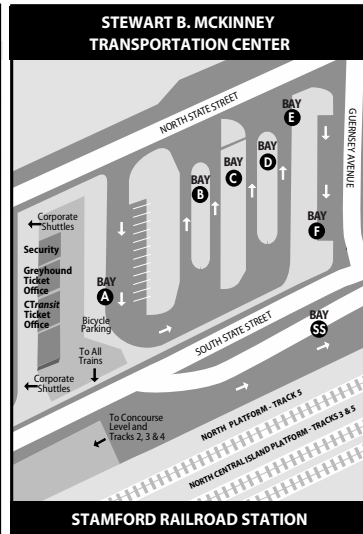 STEWART B. MCKINNEY
TRANSPORTATION CENTER
NORTH STATE STREET
GUERNSEY AVENUE
BAY
E
BAY
D
BAY
C
BAY
B
BAY
F
Corporate
Shuttles
Security
Greyhound
Ticket
Office
CTransit
Ticket
Office
BAY
A
Bicycle
Parking
To All
Trains
Corporate
Shuttles
SOUTH STATE STREET
BAY
SS
To Concourse
Level and
Tracks 2, 3 & 4
NORTH PLATFORM - TRACK 5
NORTH CENTRAL ISLAND PLATFORM - TRACKS 3 & 5
STAMFORD RAILROAD STATION